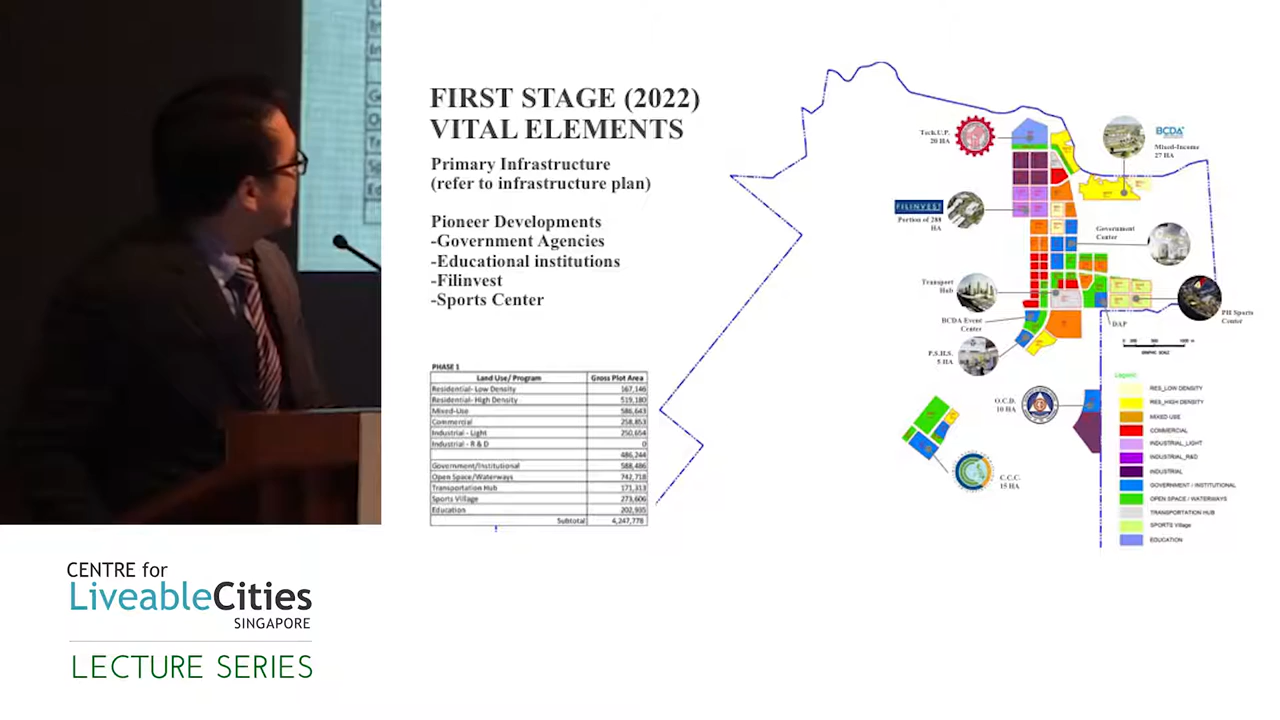 FIRST STAGE (2022)
VITAL ELEMENTS
Primary Infrastructure
(refer to infrastructure plan)
Pioneer Developments
-Government Agencies
-Educational institutions
-Filinvest
-Sports Center
PHASE 1
Land Use/ Program Gross Plot Area
Residential- Low Density 167,146
Residential- High Density 519,180
Mixed-Use 586,643
Commercial 258,853
Industrial - Light 250,654
Industrial - R & D 0
486,244
Government/Institutional 588,486
Open Space/Waterways 742,718
Transportation Hub 171,313
Sports Village 273,606
Education 202,935
Subtotal 4,247,778
Tech.U.P.
20 HA
BCDA
Mixed-Income
27 HA
FILINVEST
Portion of 288
HA
Government
Center
Transport
Hub
BCDA Event
Center
P.S.H.S.
5 HA
DAP
PH Sports
Center
GRAPHIC SCALE
O.C.D.
10 HA
C.C.C.
15 HA
Legend:
RES_LOW DENSITY
RES_HIGH DENSITY
MIXED USE
COMMERCIAL
INDUSTRIAL_LIGHT
INDUSTRIAL_R&D
INDUSTRIAL
GOVERNMENT / INSTITUTIONAL
OPEN SPACE / WATERWAYS
TRANSPORTATION HUB
SPORTS Village
EDUCATION
CENTRE for
LiveableCities
SINGAPORE
LECTURE SERIES